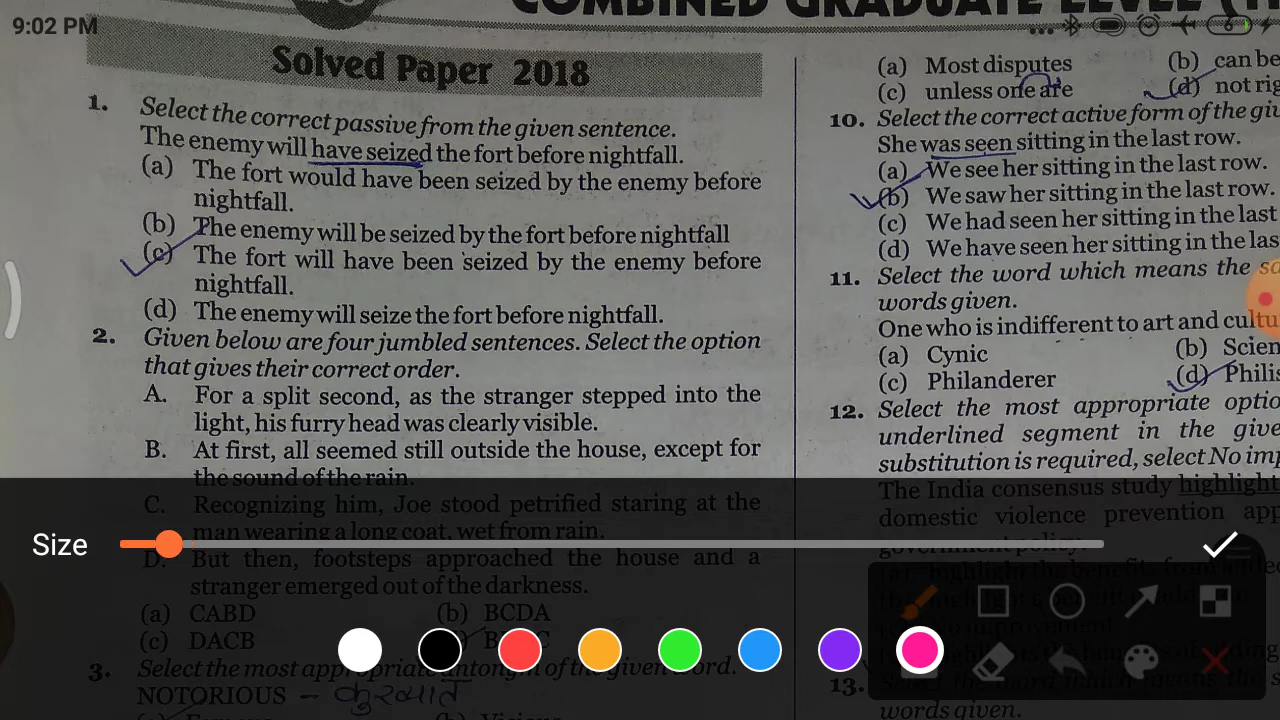 9:02 PM
COMBINED GRADUATE LEVEL
6
Solved Paper 2018
1. Select the correct passive from the given sentence.
The enemy will have seized the fort before nightfall.
(a) The fort would have been seized by the enemy before
nightfall.
(b) The enemy will be seized by the fort before nightfall
(c) The fort will have been seized by the enemy before
nightfall.
(d) The enemy will seize the fort before nightfall.
2. Given below are four jumbled sentences. Select the option
that gives their correct order.
A. For a split second, as the stranger stepped into the
light, his furry head was clearly visible.
B. At first, all seemed still outside the house, except for
the sound of the rain.
C. Recognizing him, Joe stood petrified staring at the
man wearing a long coat, wet from rain.
Size
D. But then, footsteps approached the house and a
stranger emerged out of the darkness.
(a) CABD (b) BCDA
(c) DACB
3. Select the most appropriate antonym of the given word.
NOTORIOUS –
(a) Most disputes (b) can be
(c) unless one are (d) not
are
10. Select the correct active form of the
She was seen sitting in the last row.
(a) We see her sitting in the last row.
(b) We saw her sitting in the last row.
(c) We had seen her sitting in the last
(d) We have seen her sitting in the
11. Select the word which means the
words given.
One who is indifferent to art and
(a) Cynic (b)
(c) Philanderer (d)
12. Select the most appropriate
underlined segment in the
substitution is required, select No
The India consensus study highlight
domestic violence prevention
government policy.
13.
words given.